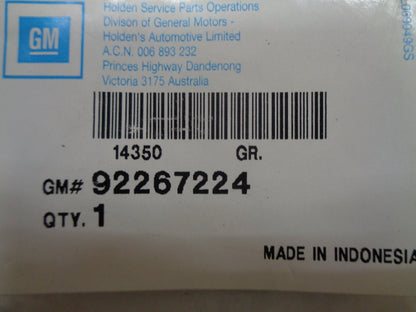 GM
Holden Service Parts Operations
Divison of General Motors -
Holden's Automotive Limited
A.C.N. 006 893 232
Princes Highway Dandenong
Victoria 3175 Australia
14350 GR.
GM# 92267224
QTY. 1
MADE IN INDONESIA